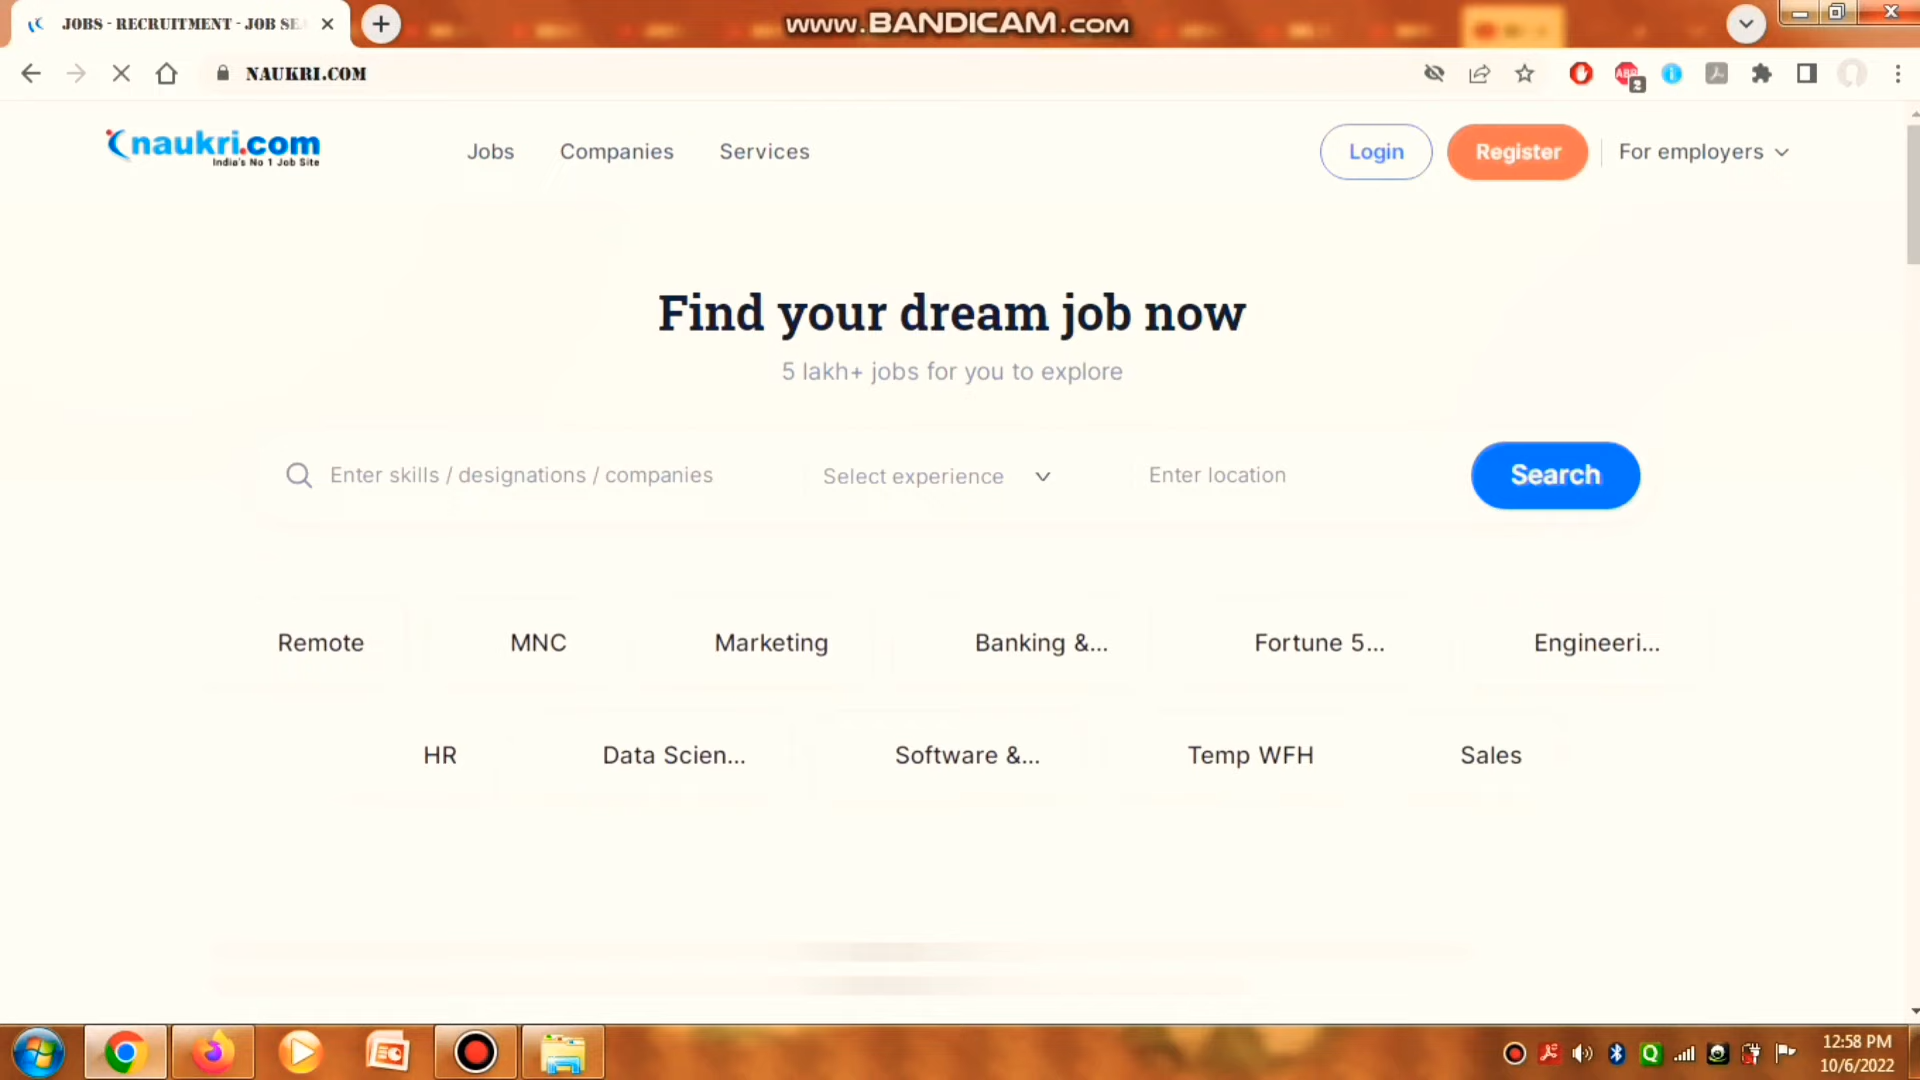 JOBS - RECRUITMENT - JOB SE
www.BANDICAM.com
NAUKRI.COM
ABP
2
naukri.com
India's No 1 Job Site
Jobs
Companies
Services
Login
Register
For employers
Find your dream job now
5 lakh+ jobs for you to explore
Enter skills / designations / companies
Select experience
Enter location
Search
Remote
MNC
Marketing
Banking &...
Fortune 5...
Engineeri...
HR
Data Scien...
Software &...
Temp WFH
Sales
12:58 PM
10/6/2022